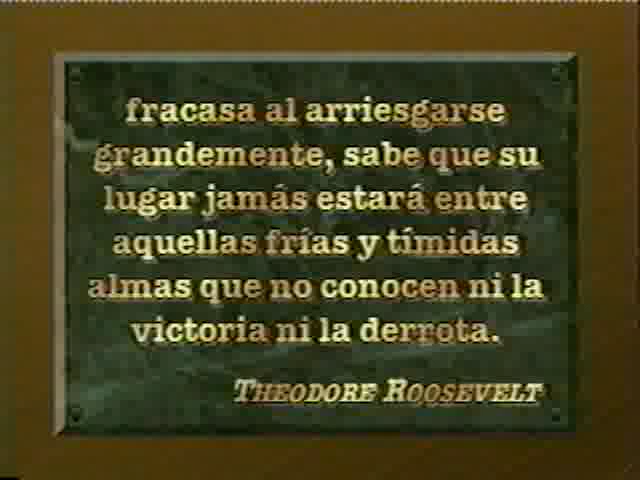 fracasa al arriesgarse
grandemente, sabe que su
lugar jamás estará entre
aquellas frías y tímidas
almas que no conocen ni la
victoria ni la derrota.
THEODORE ROOSEVELT